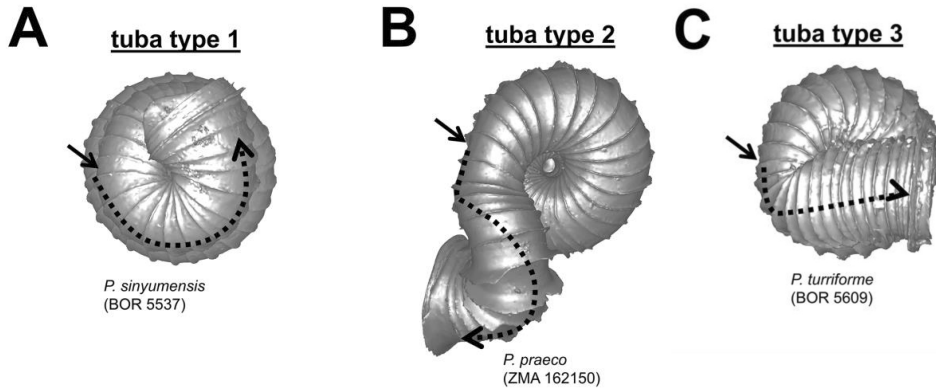 A
tuba type 1
P. sinyumensis
(BOR 5537)
B
tuba type 2
P. praeco
(ZMA 162150)
C
tuba type 3
P. turriforme
(BOR 5609)